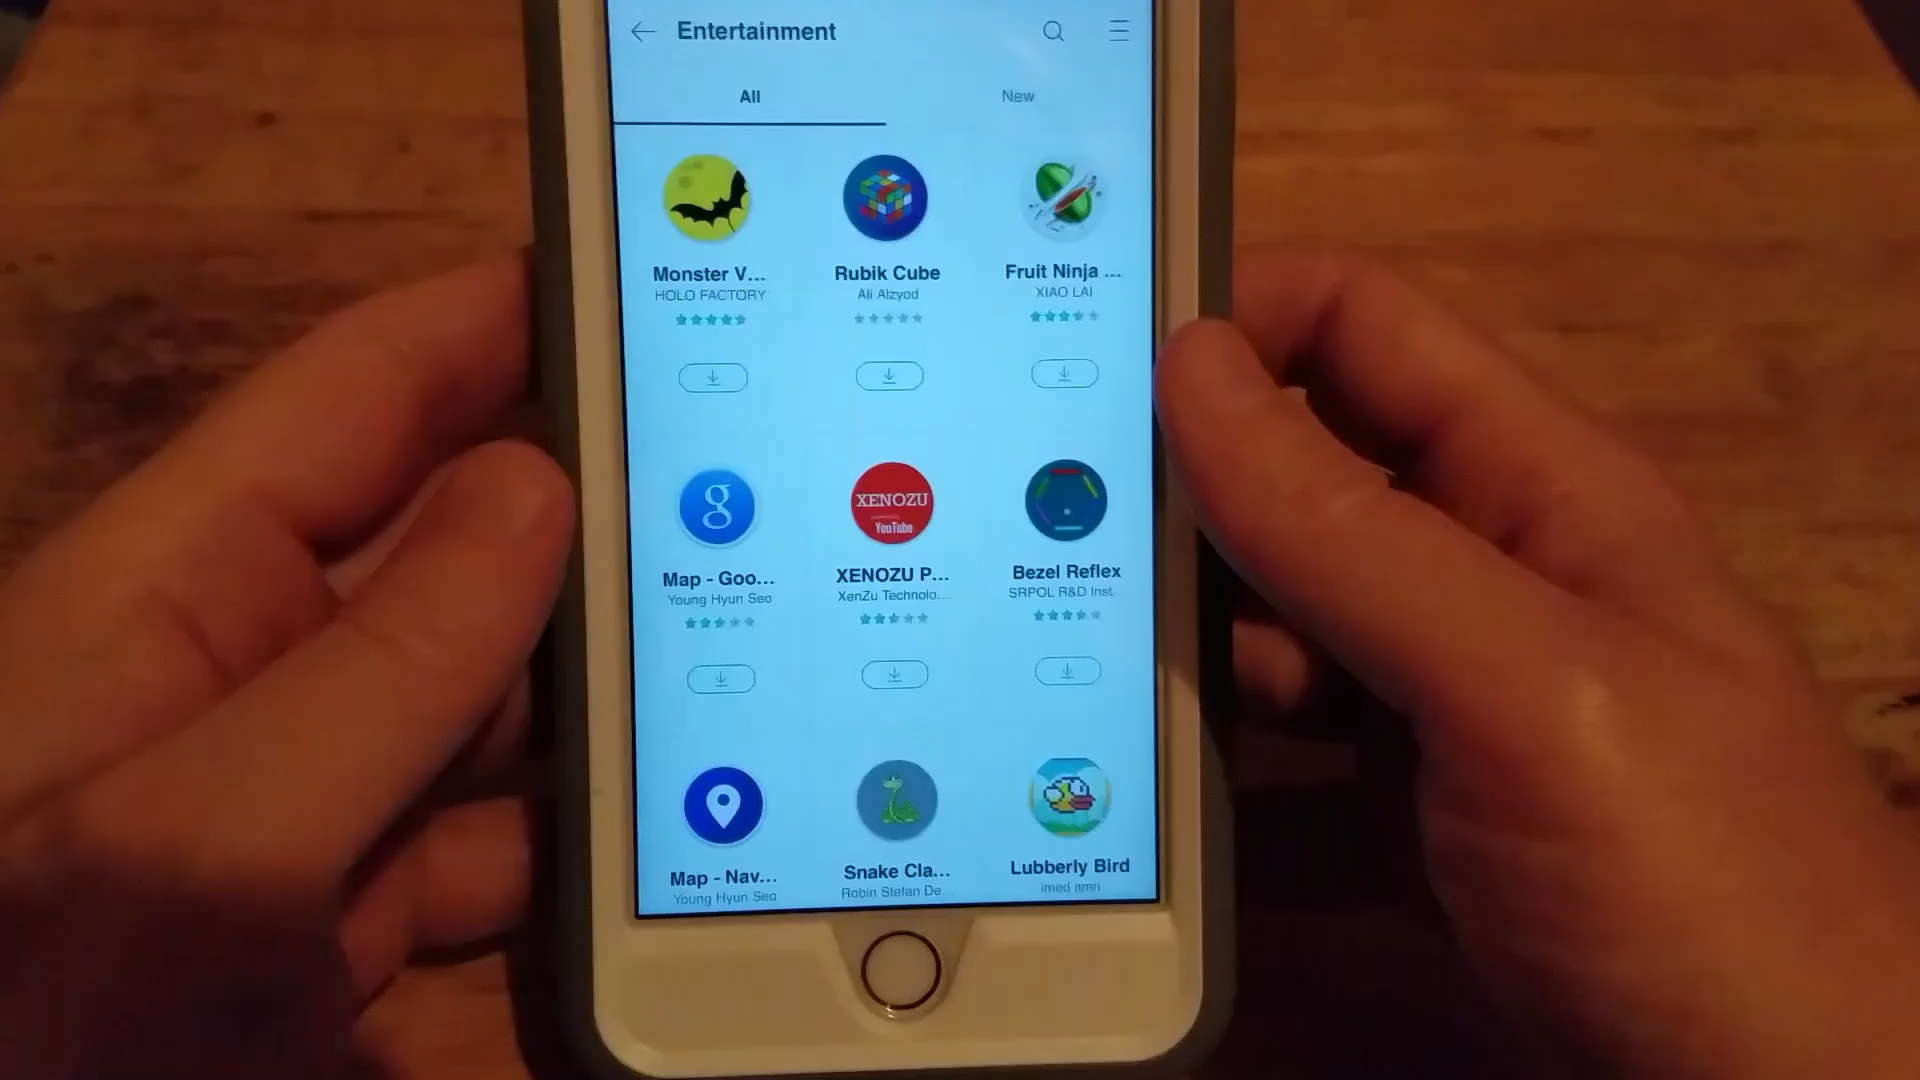 Entertainment
All
New
Monster V...
HOLO FACTORY
Rubik Cube
Ali Alzyod
Fruit Ninja ...
XIAO LAI
g
XENOZU
YouTube
Map - Goo...
Young Hyun Seo
XENOZU P...
XenZu Technolo...
Bezel Reflex
SRPOL R&D Inst.
Map - Nav...
Young Hyun Seo
Snake Cla...
Robin Stefan De...
Lubberly Bird
imed amri